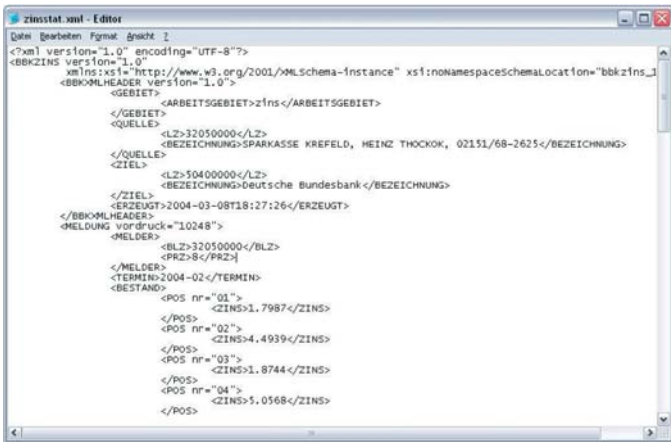 zinsstat.xml - Editor
Datei Bearbeiten Format Ansicht ?
<?xml version="1.0" encoding="UTF-8"?>
<BBKZINS version="1.0"
xmlns:xsi="http://www.w3.org/2001/XMLSchema-instance" xsi:noNamespaceSchemaLocation="bbkzins_1
<BBKXMLHEADER version="1.0">
<GEBIET>
<ARBEITSGEBIET>zins</ARBEITSGEBIET>
</GEBIET>
<QUELLE>
<LZ>32050000</LZ>
<BEZEICHNUNG>SPARKASSE KREFELD, HEINZ THOCKOK, 02151/68-2625</BEZEICHNUNG>
</QUELLE>
<ZIEL>
<LZ>50400000</LZ>
<BEZEICHNUNG>Deutsche Bundesbank</BEZEICHNUNG>
</ZIEL>
<ERZEUGT>2004-03-08T18:27:26</ERZEUGT>
</BBKXMLHEADER>
<MELDUNG vordruck="10248">
<MELDER>
<BLZ>32050000</BLZ>
<PRZ>8</PRZ>
</MELDER>
<TERMIN>2004-02</TERMIN>
<BESTAND>
<POS nr="01">
<ZINS>1.7987</ZINS>
</POS>
<POS nr="02">
<ZINS>4.4939</ZINS>
</POS>
<POS nr="03">
<ZINS>1.8744</ZINS>
</POS>
<POS nr="04">
<ZINS>5.0568</ZINS>
</POS>